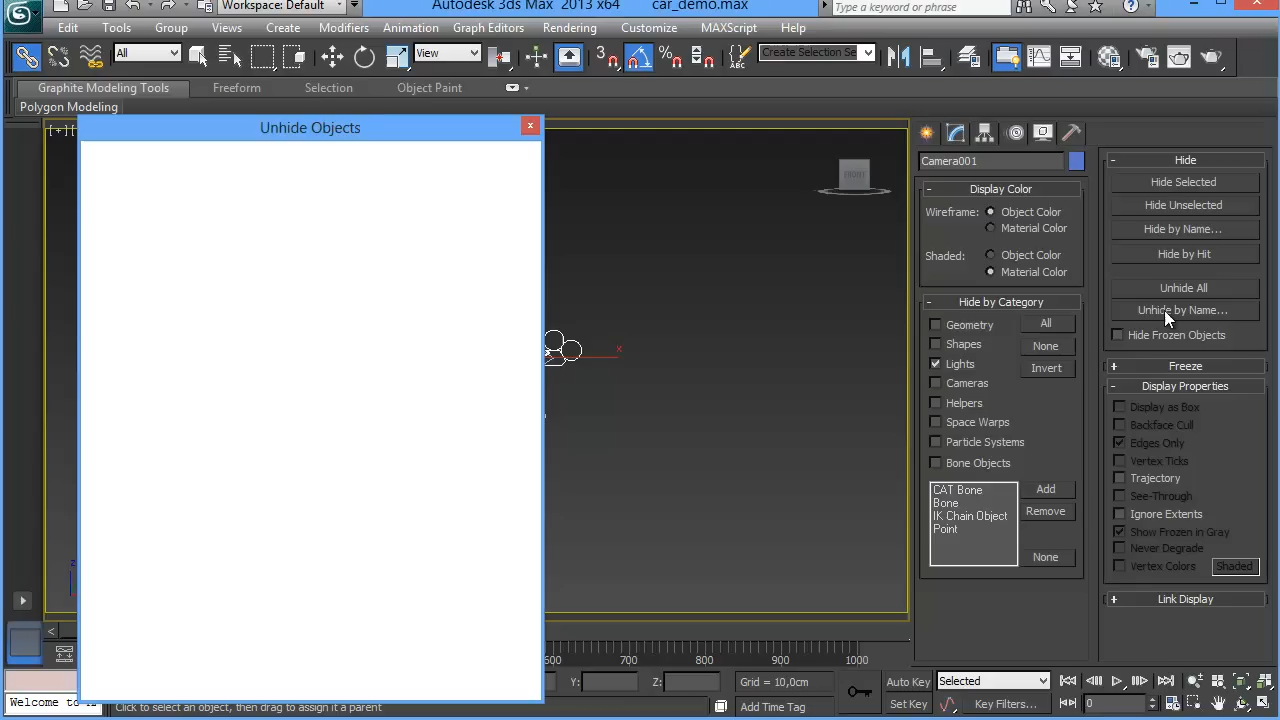 Workspace: Default
Autodesk 3ds Max 2013 x64 car_demo.max
Type a keyword or phrase
Edit Tools Group Views Create Modifiers Animation Graph Editors Rendering Customize MAXScript Help
All
View
3
Create Selection Se
Graphite Modeling Tools Freeform Selection Object Paint
Polygon Modeling
Unhide Objects
[ + ] [
FRONT
x
z
Camera001
Display Color
Wireframe: Object Color
Material Color
Shaded: Object Color
Material Color
Hide by Category
Geometry All
Shapes None
Lights Invert
Cameras
Helpers
Space Warps
Particle Systems
Bone Objects
CAT Bone
Bone
IK Chain Object
Point
Add
Remove
None
Hide
Hide Selected
Hide Unselected
Hide by Name...
Hide by Hit
Unhide All
Unhide by Name...
Hide Frozen Objects
Freeze
Display Properties
Display as Box
Backface Cull
Edges Only
Vertex Ticks
Trajectory
See-Through
Ignore Extents
Show Frozen in Gray
Never Degrade
Vertex Colors Shaded
Link Display
600 700 800 900 1000
Y: Z: Grid = 10,0cm
Auto Key Selected
Welcome to
Click to select an object, then drag to assign it a parent
Add Time Tag
Set Key Key Filters...
0